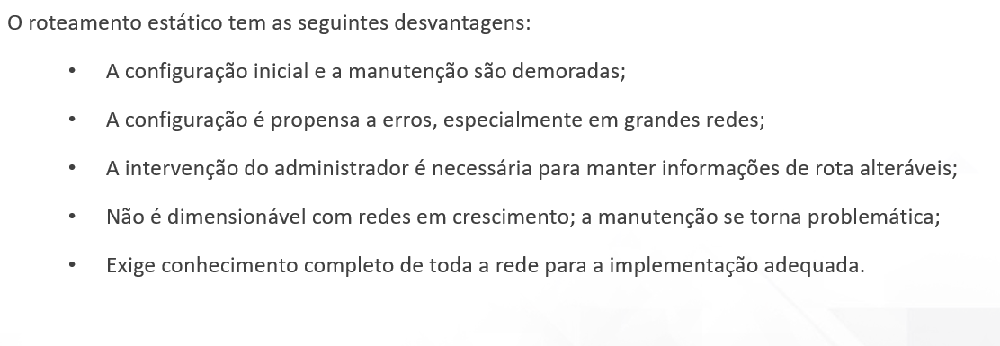 O roteamento estático tem as seguintes desvantagens:
• A configuração inicial e a manutenção são demoradas;
• A configuração é propensa a erros, especialmente em grandes redes;
• A intervenção do administrador é necessária para manter informações de rota alteráveis;
• Não é dimensionável com redes em crescimento; a manutenção se torna problemática;
• Exige conhecimento completo de toda a rede para a implementação adequada.